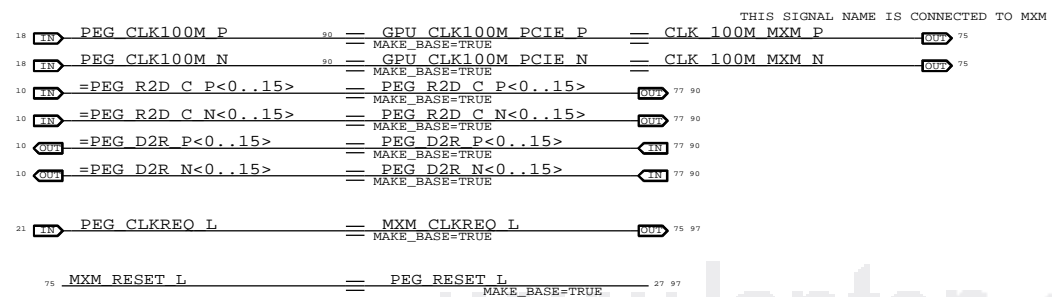 THIS SIGNAL NAME IS CONNECTED TO MXM
18 IN PEG_CLK100M_P 90 GPU_CLK100M_PCIE_P CLK_100M_MXM_P OUT 75
MAKE_BASE=TRUE
18 IN PEG_CLK100M_N 90 GPU_CLK100M_PCIE_N CLK_100M_MXM_N OUT 75
MAKE_BASE=TRUE
10 IN =PEG_R2D_C_P<0..15> PEG_R2D_C_P<0..15> OUT 77 90
MAKE_BASE=TRUE
10 IN =PEG_R2D_C_N<0..15> PEG_R2D_C_N<0..15> OUT 77 90
MAKE_BASE=TRUE
10 OUT =PEG_D2R_P<0..15> PEG_D2R_P<0..15> IN 77 90
MAKE_BASE=TRUE
10 OUT =PEG_D2R_N<0..15> PEG_D2R_N<0..15> IN 77 90
MAKE_BASE=TRUE
21 IN PEG_CLKREQ_L MXM_CLKREQ_L OUT 75 97
MAKE_BASE=TRUE
75 MXM_RESET_L PEG_RESET_L 27 97
MAKE_BASE=TRUE